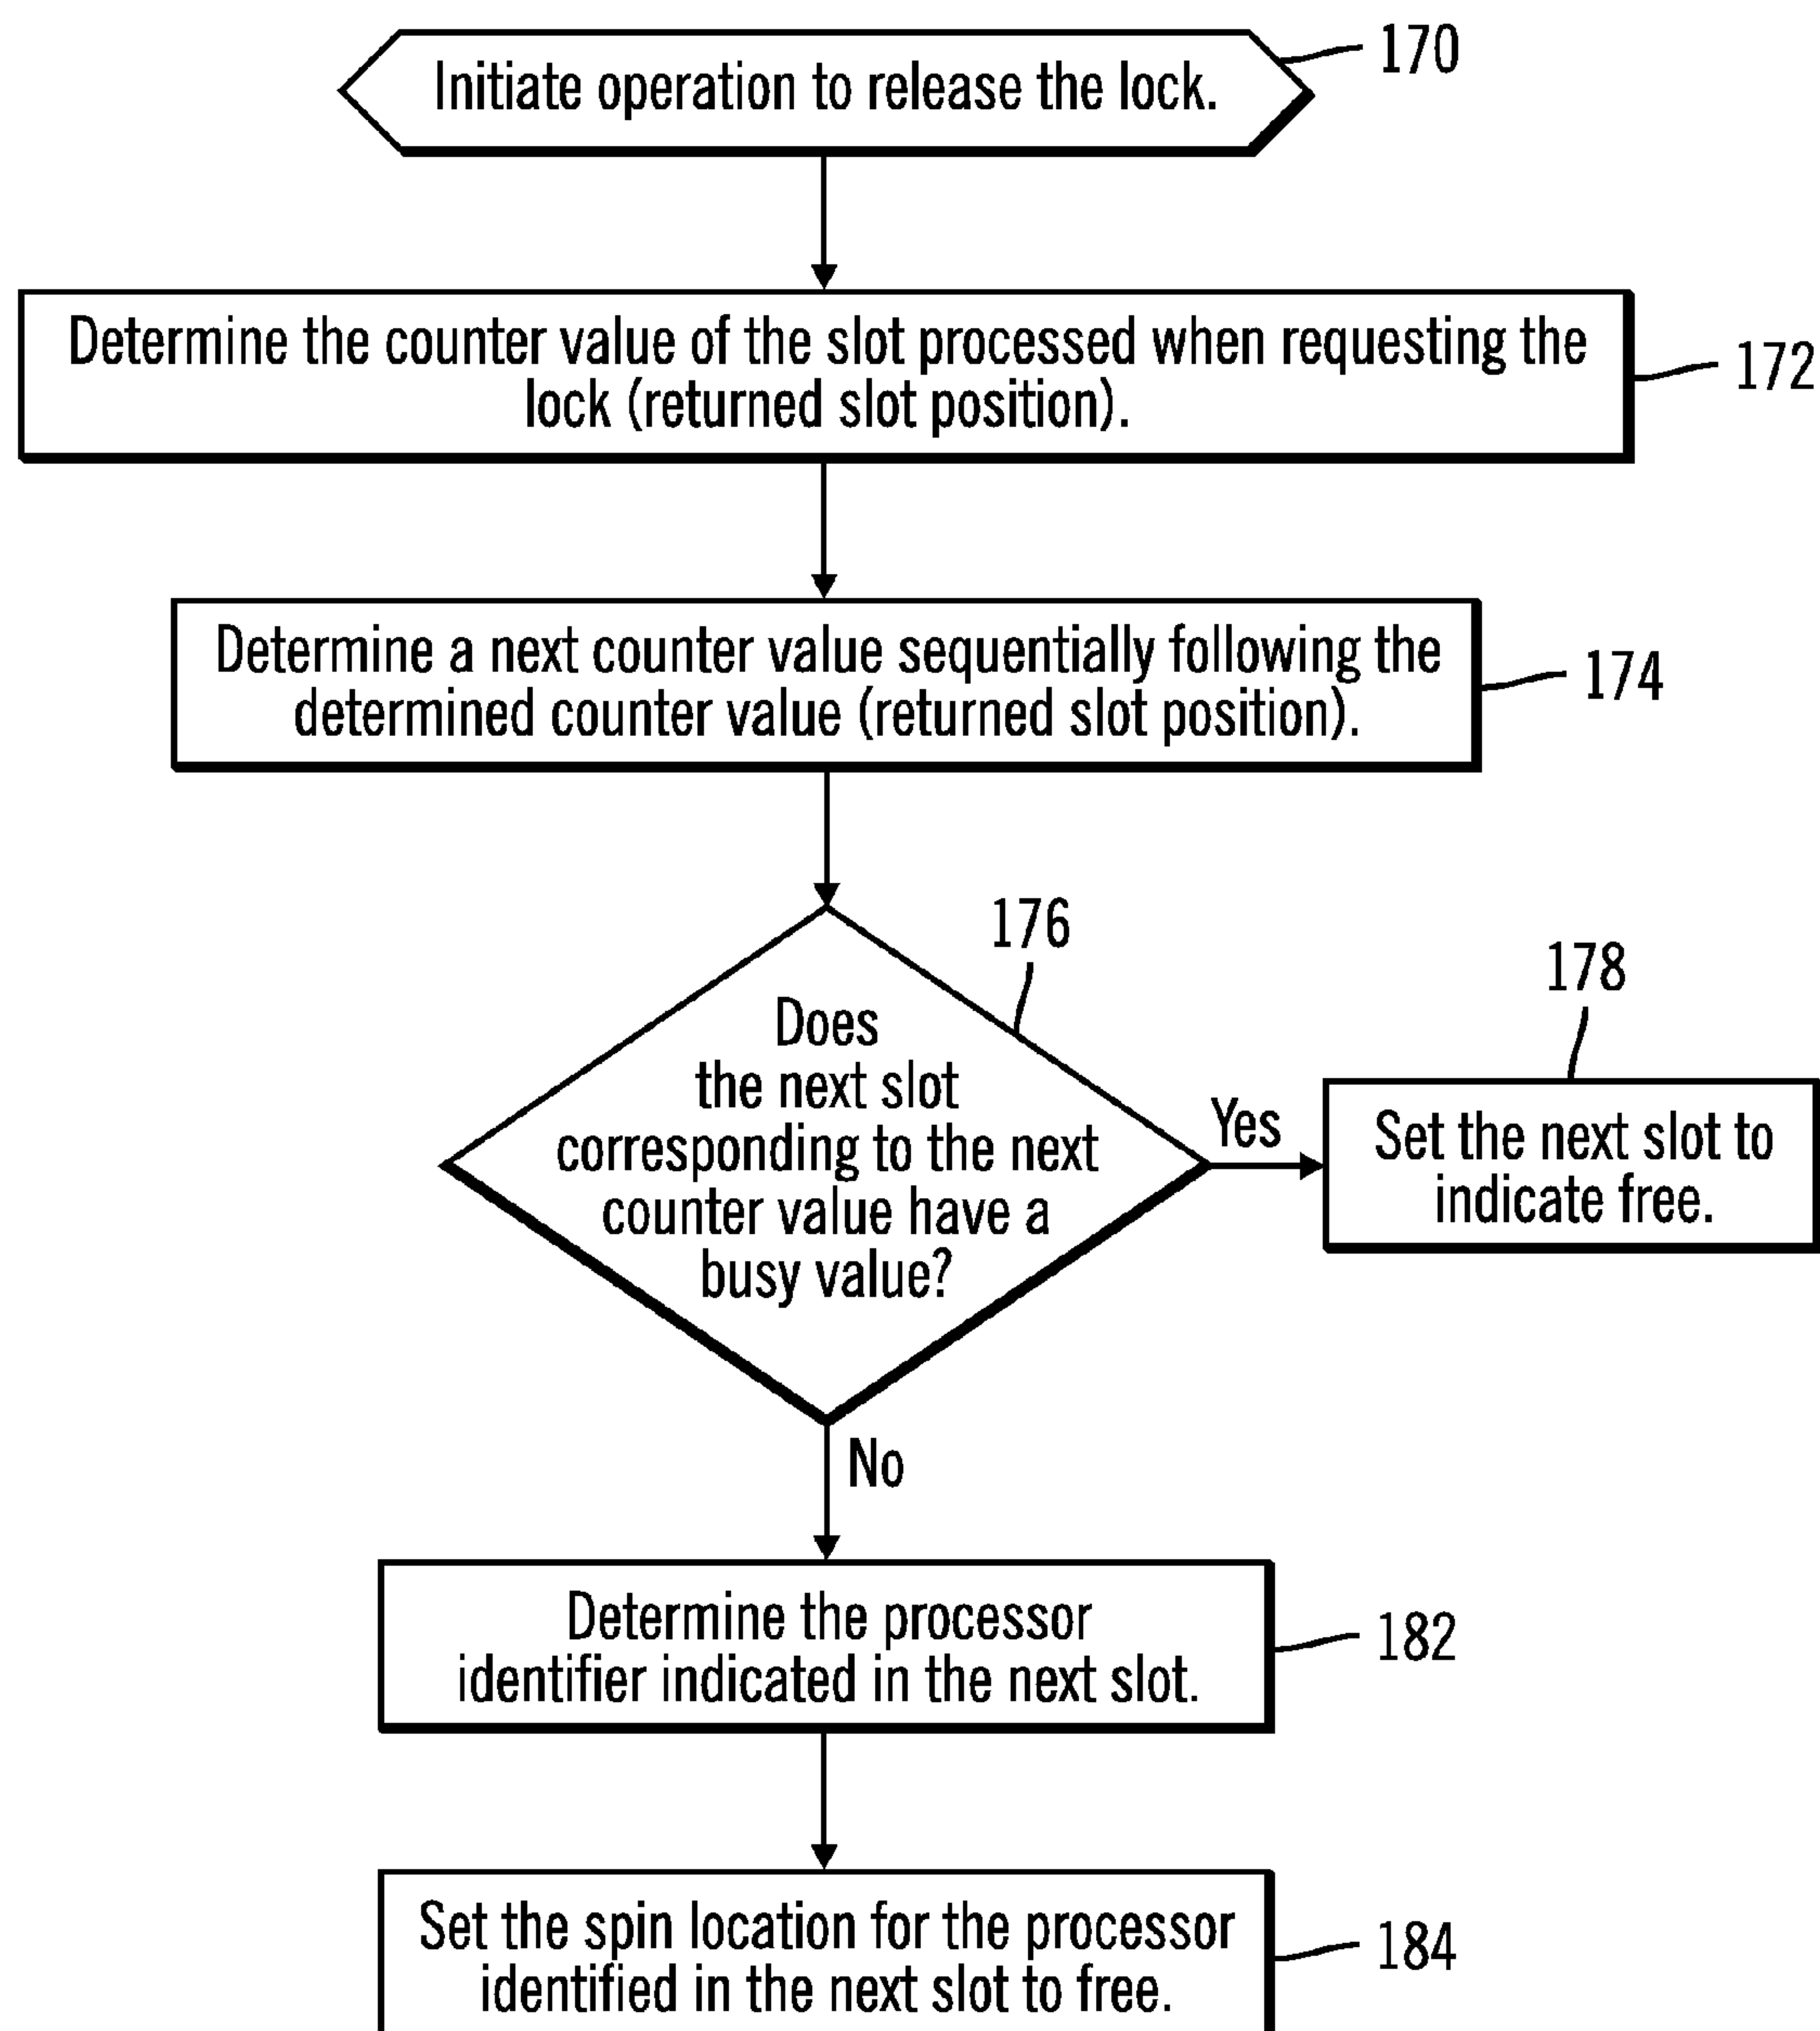 Initiate operation to release the lock.
170
Determine the counter value of the slot processed when requesting the
lock (returned slot position).
172
Determine a next counter value sequentially following the
determined counter value (returned slot position).
174
176
Does
the next slot
corresponding to the next
counter value have a
busy value?
Yes
178
Set the next slot to
indicate free.
No
Determine the processor
identifier indicated in the next slot.
182
Set the spin location for the processor
identified in the next slot to free.
184